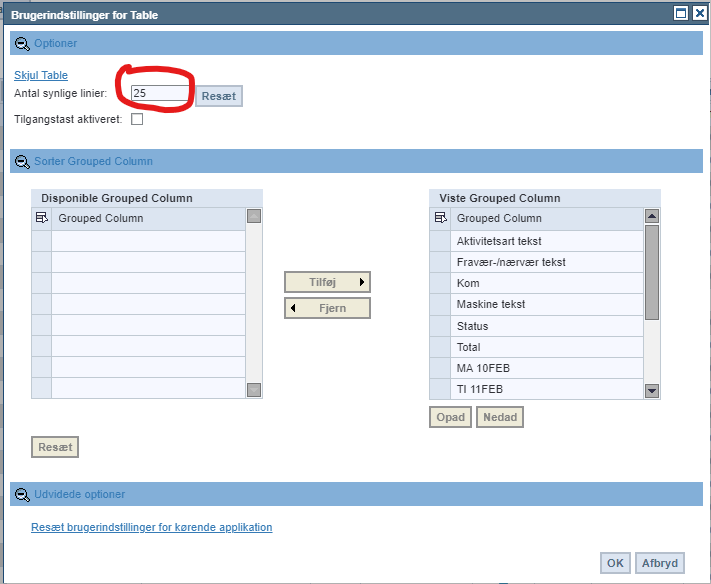 Brugerindstillinger for Table
Optioner
Skjul Table
Antal synlige linier: 25 Resæt
Tilgangstast aktiveret:
Sorter Grouped Column
Disponible Grouped Column
Grouped Column
Tilføj
Fjern
Viste Grouped Column
Grouped Column
Aktivitetsart tekst
Fravær-/nærvær tekst
Kom
Maskine tekst
Status
Total
MA 10FEB
TI 11FEB
Opad Nedad
Resæt
Udvidede optioner
Resæt brugerindstillinger for kørende applikation
OK Afbryd